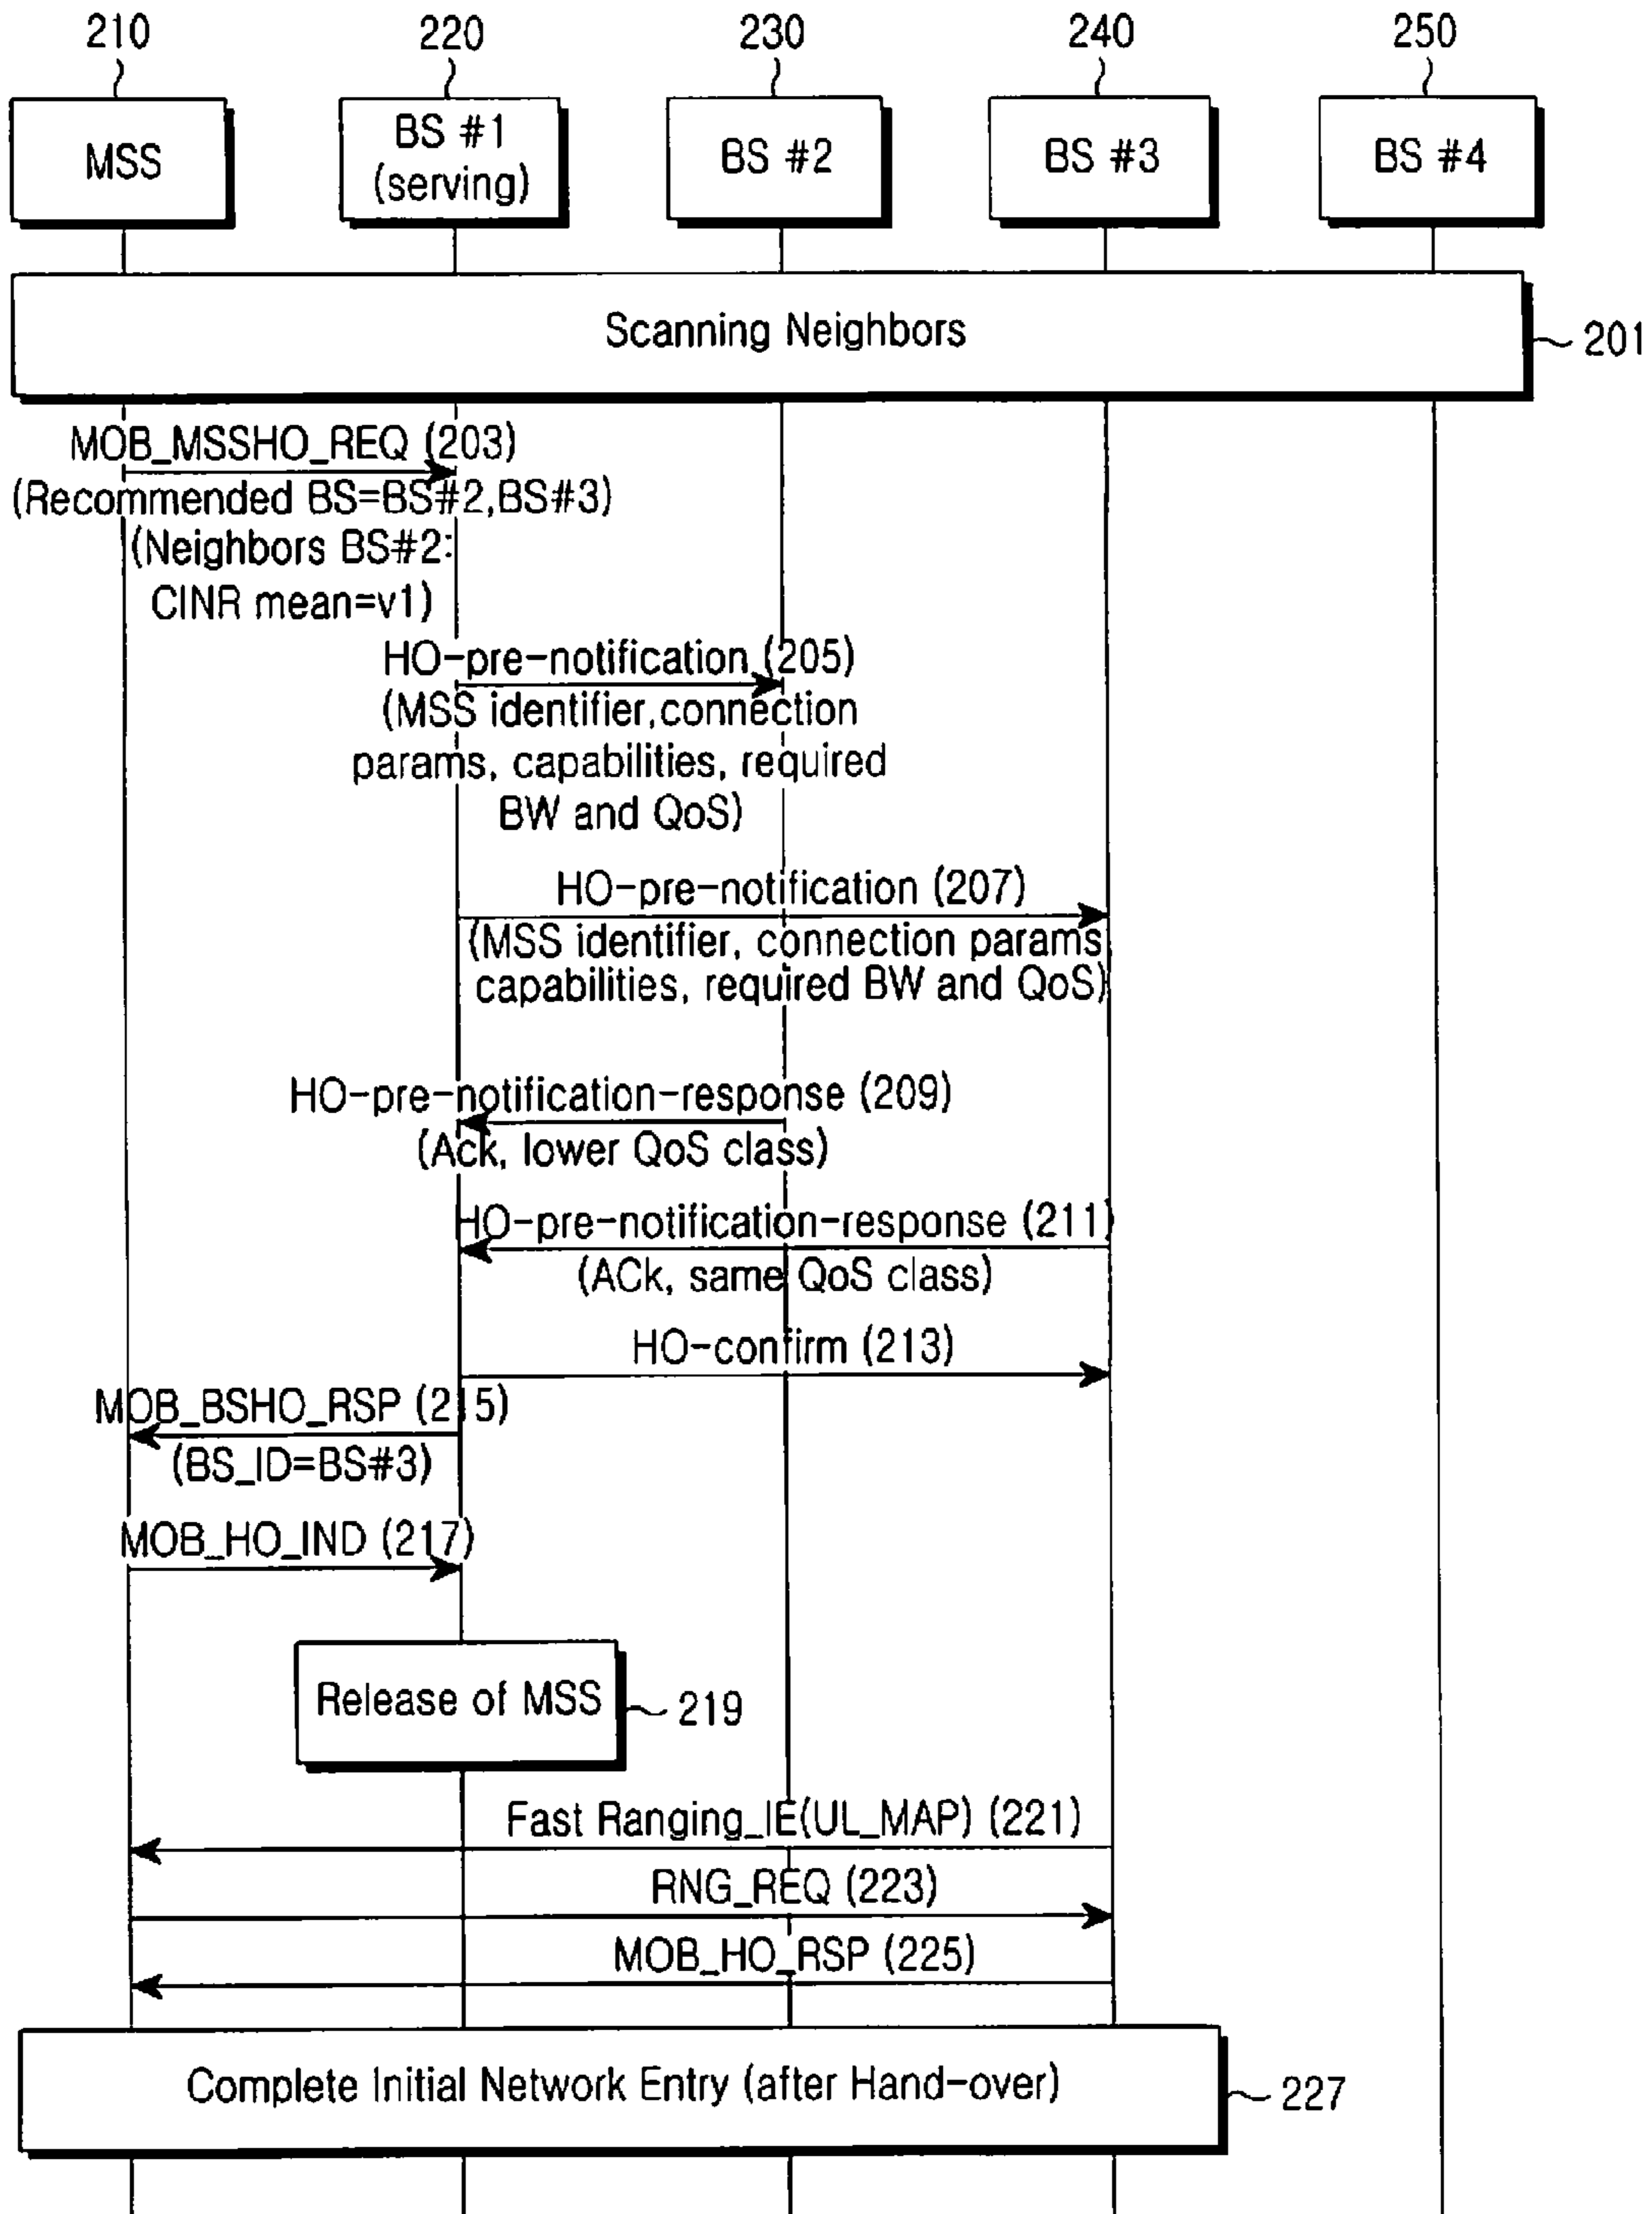 210 220 230 240 250
MSS
BS #1
(serving)
BS #2
BS #3
BS #4
Scanning Neighbors
201
MOB_MSSHO_REQ (203)
(Recommended BS=BS#2,BS#3)
(Neighbors BS#2:
CINR mean=v1)
HO-pre-notification (205)
(MSS identifier,connection
params, capabilities, required
BW and QoS)
HO-pre-notification (207)
(MSS identifier, connection params
capabilities, required BW and QoS)
HO-pre-notification-response (209)
(Ack, lower QoS class)
HO-pre-notification-response (211)
(ACk, same QoS class)
HO-confirm (213)
MOB_BSHO_RSP (215)
(BS_ID=BS#3)
MOB_HO_IND (217)
Release of MSS
219
Fast Ranging_IE(UL_MAP) (221)
RNG_REQ (223)
MOB_HO_RSP (225)
Complete Initial Network Entry (after Hand-over)
227